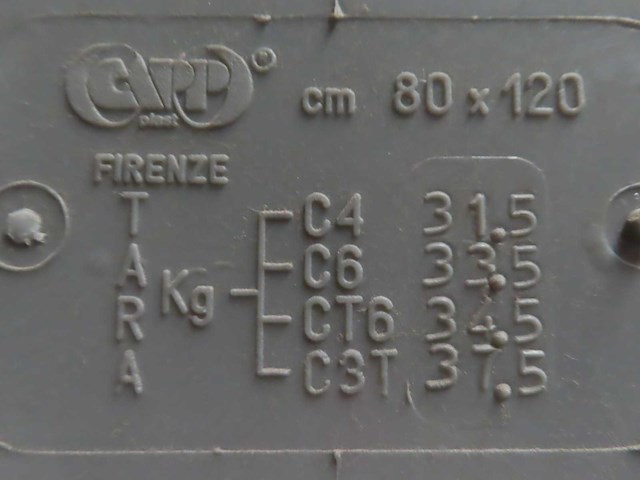 CAPP® cm 80 x 120
plast
FIRENZE
TARA Kg
C4 31.5
C6 33.5
CT6 34.5
C3T 37.5